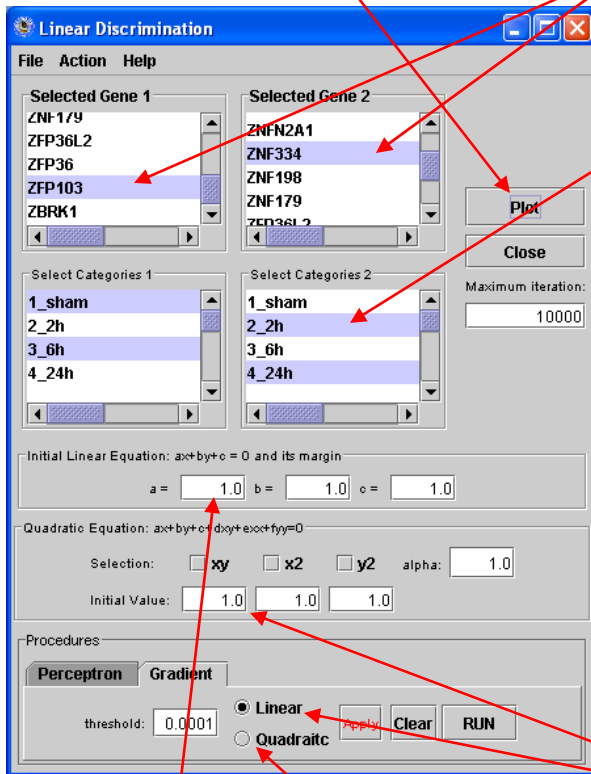 Linear Discrimination
File Action Help
Selected Gene 1
ZNF179
ZFP36L2
ZFP36
ZFP103
ZBRK1
Selected Gene 2
ZNFN2A1
ZNF334
ZNF198
ZNF179
ZFP36L2
Plot
Close
Maximum iteration:
10000
Select Categories 1
1_sham
2_2h
3_6h
4_24h
Select Categories 2
1_sham
2_2h
3_6h
4_24h
Initial Linear Equation: ax+by+c = 0 and its margin
a = 1.0 b = 1.0 c = 1.0
Quadratic Equation: ax+by+c+dxy+exx+fyy=0
Selection: xy x2 y2 alpha: 1.0
Initial Value: 1.0 1.0 1.0
Procedures
Perceptron Gradient
threshold: 0.0001
Linear
Quadraitc
Apply Clear RUN